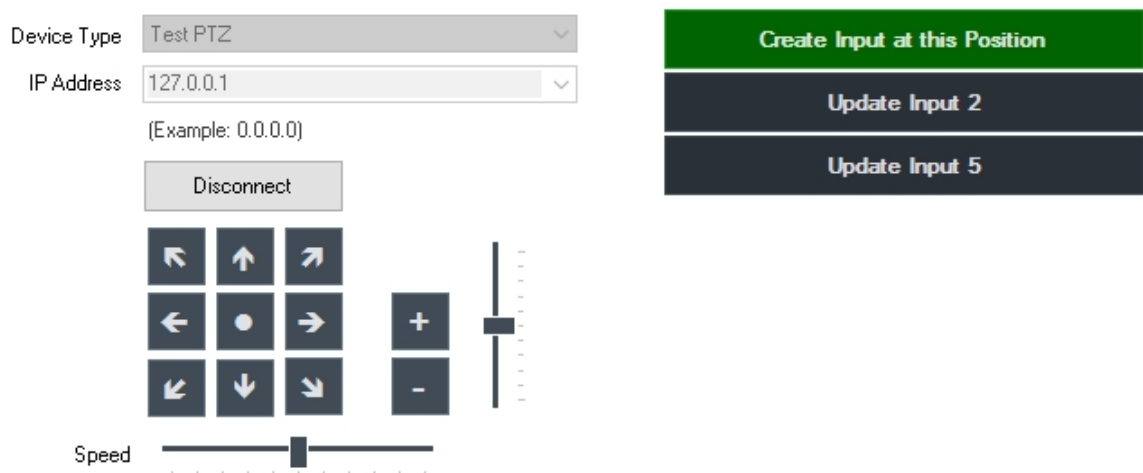 Device Type
Test PTZ
IP Address
127.0.0.1
(Example: 0.0.0.0)
Disconnect
+
-
Speed
Create Input at this Position
Update Input 2
Update Input 5